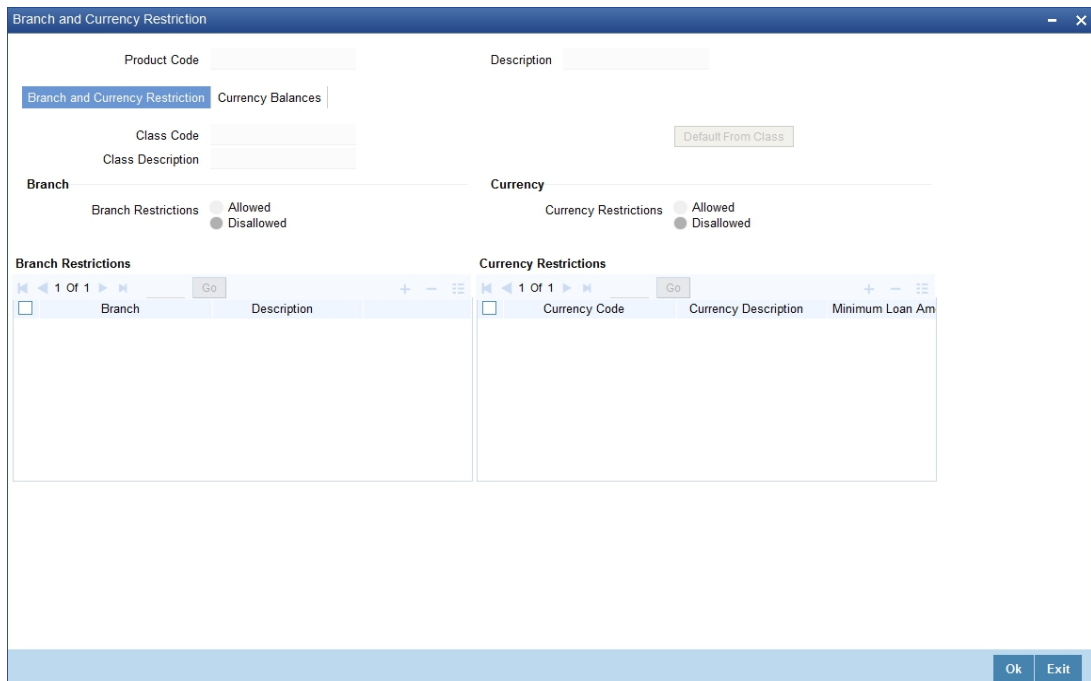 Branch and Currency Restriction
Product Code Description
Branch and Currency Restriction Currency Balances
Class Code Default From Class
Class Description
Branch Currency
Branch Restrictions Allowed Currency Restrictions Allowed
Disallowed Disallowed
Branch Restrictions Currency Restrictions
1 Of 1 Go 1 Of 1 Go
Branch Description Currency Code Currency Description Minimum Loan Am
Ok Exit